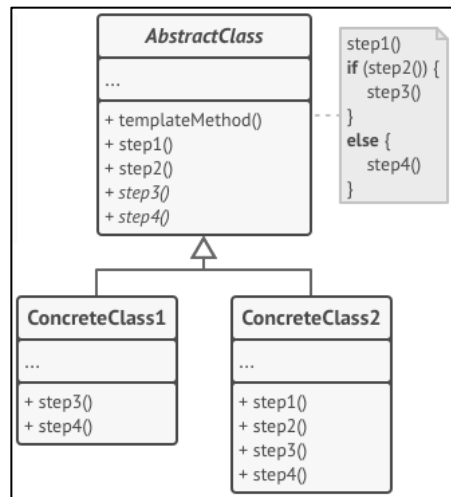 AbstractClass
...
+ templateMethod()
+ step1()
+ step2()
+ step3()
+ step4()
step1()
if (step2()) {
step3()
}
else {
step4()
}
ConcreteClass1
...
+ step3()
+ step4()
ConcreteClass2
...
+ step1()
+ step2()
+ step3()
+ step4()